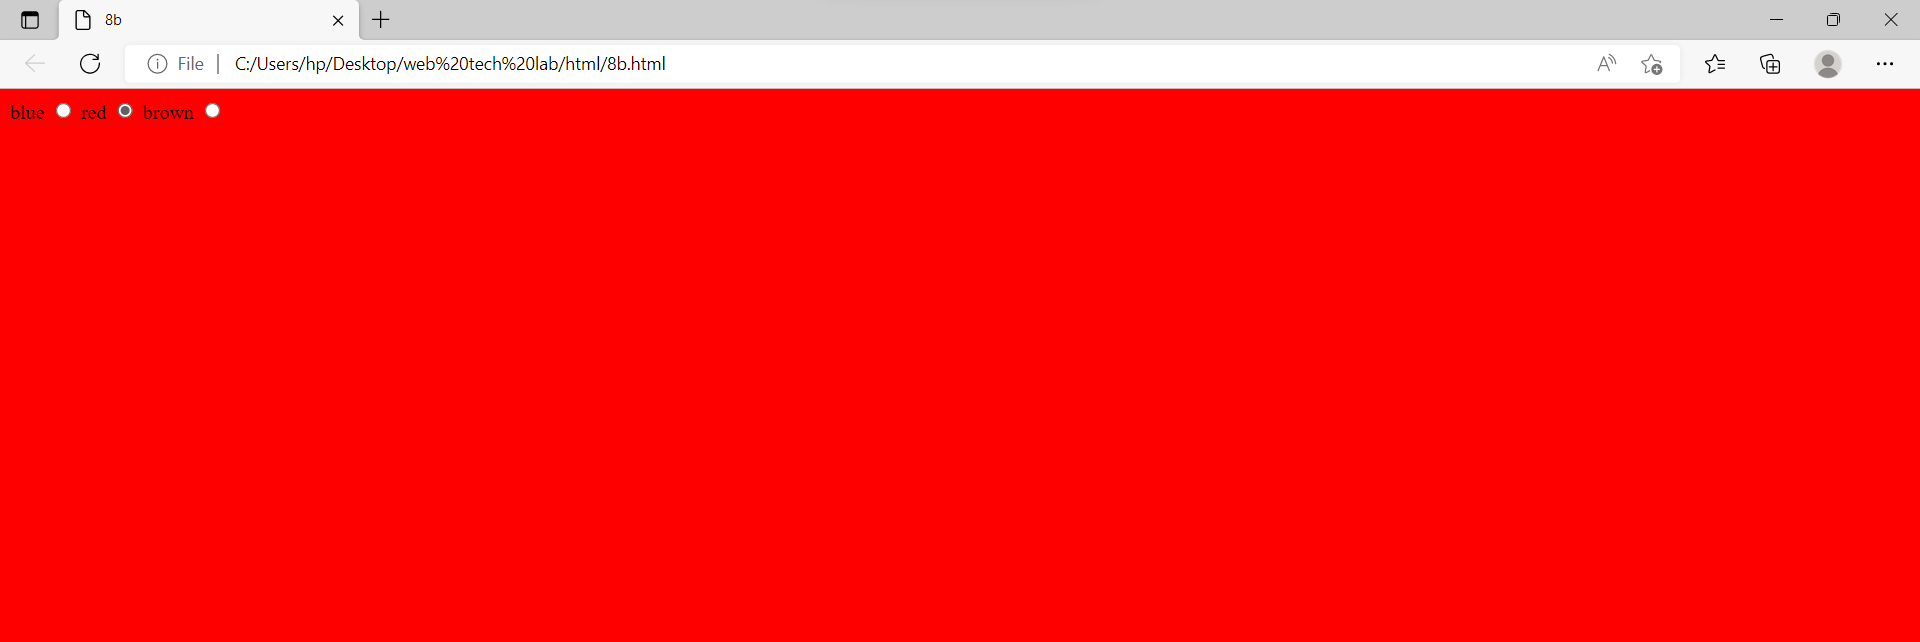 8b
File C:/Users/hp/Desktop/web%20tech%20lab/html/8b.html
blue red brown